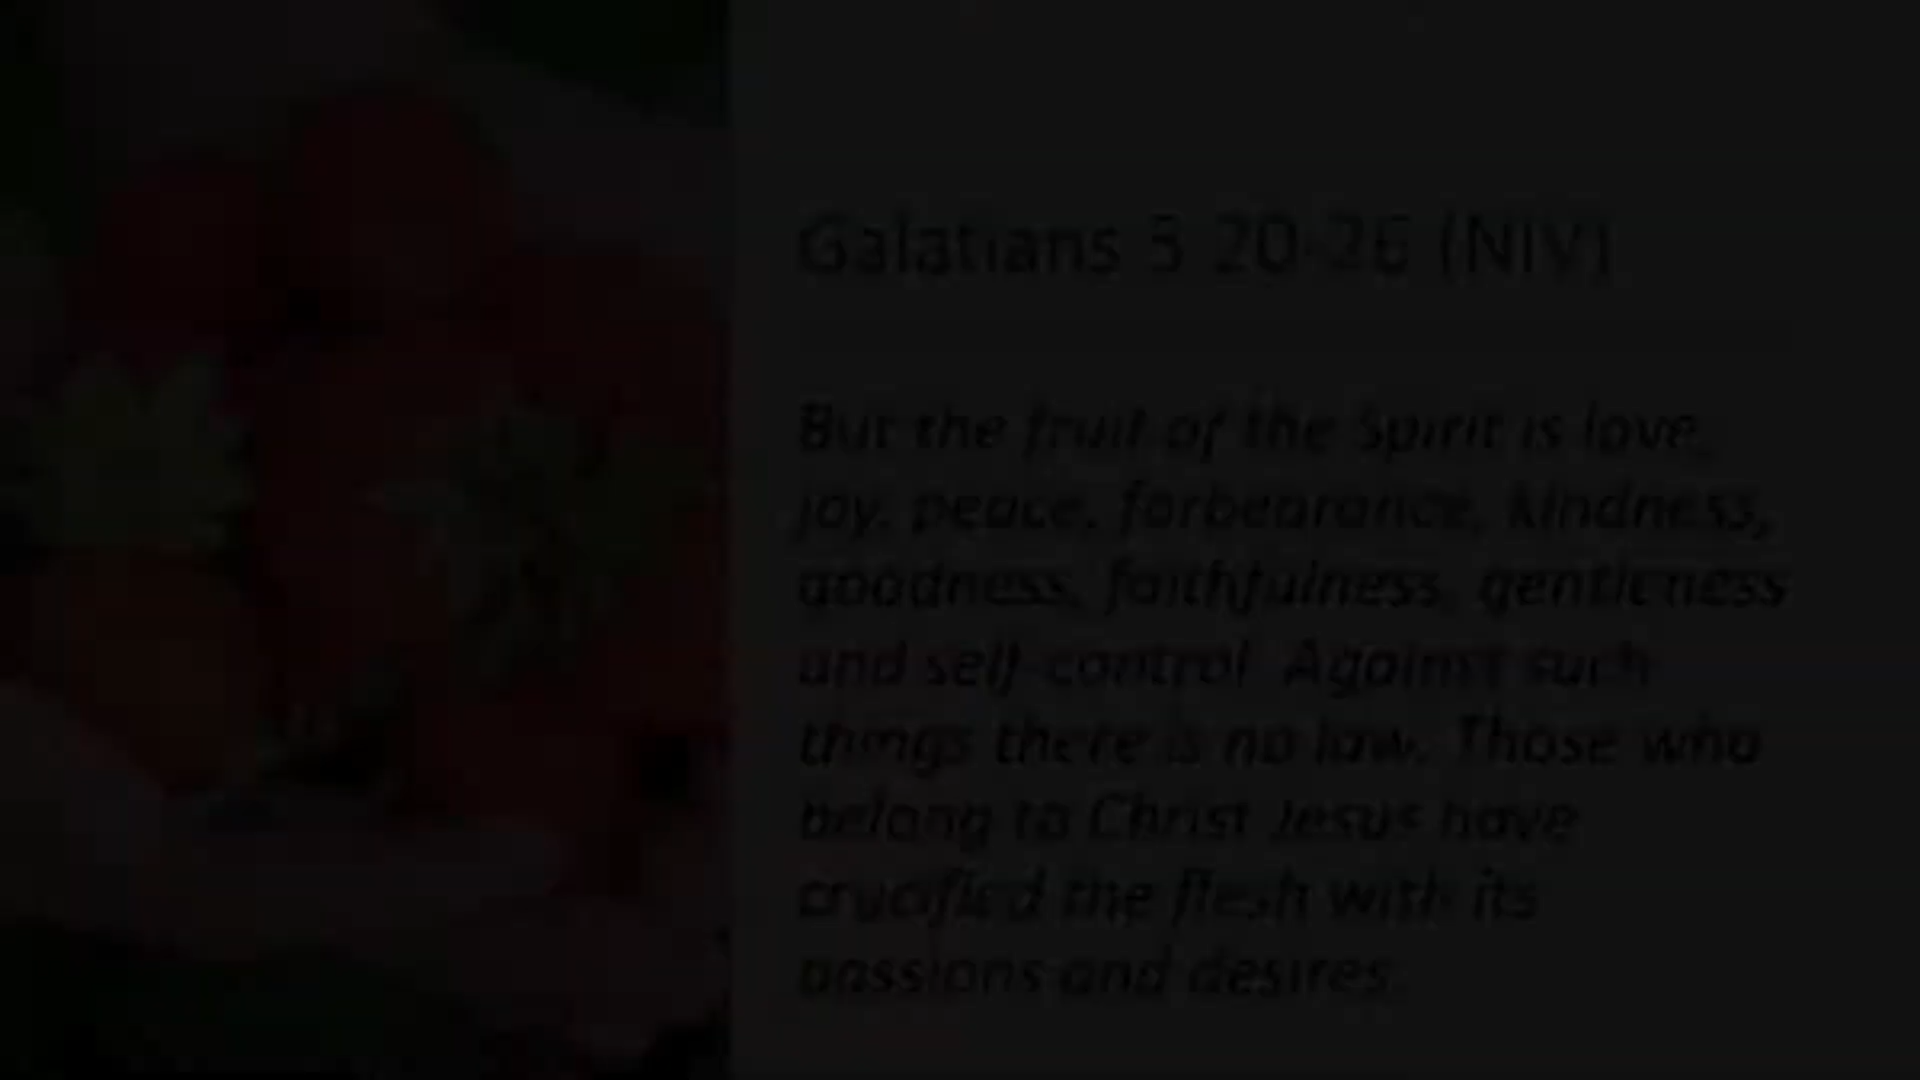 Galatians 5 20-26 (NIV)
But the fruit of the Spirit is love,
joy, peace, forbearance, kindness,
goodness, faithfulness, gentleness
and self-control. Against such
things there is no law. Those who
belong to Christ Jesus have
crucified the flesh with its
passions and desires.